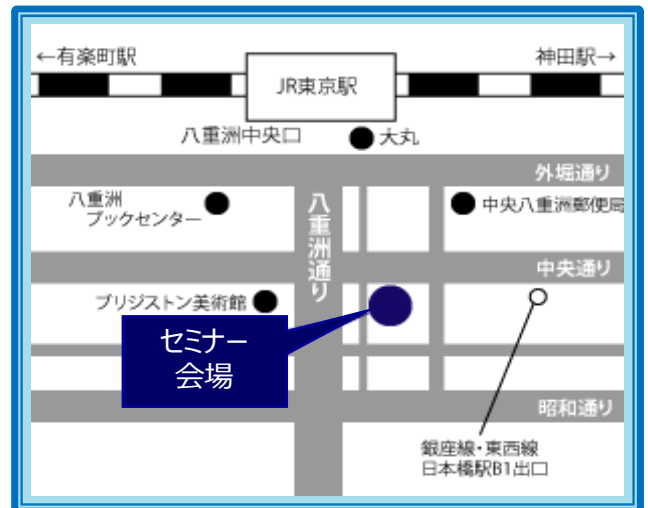 ←有楽町駅
神田駅→
JR東京駅
八重洲中央口
大丸
外堀通り
八重洲
ブックセンター
八重洲通り
中央八重洲郵便局
中央通り
ブリジストン美術館
セミナー
会場
昭和通り
銀座線・東西線
日本橋駅B1出口